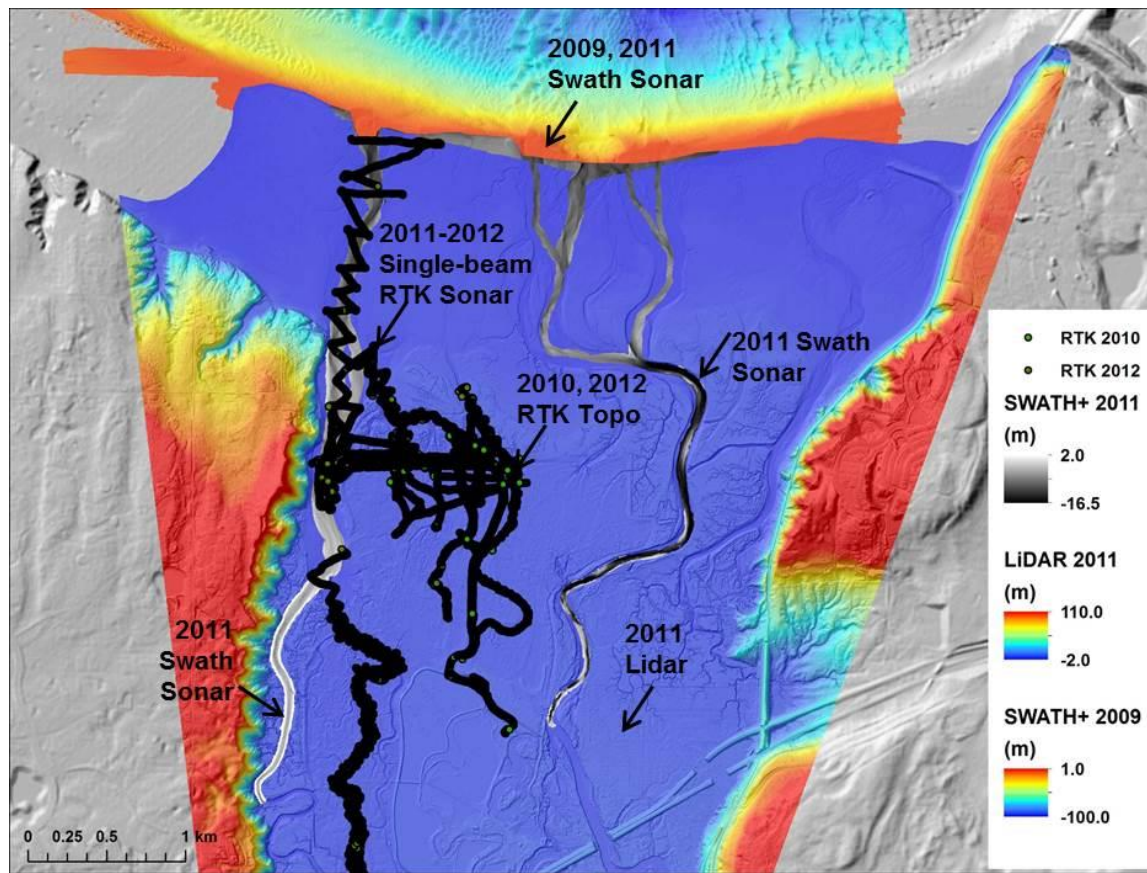 2009, 2011
Swath Sonar
2011-2012
Single-beam
RTK Sonar
2011 Swath
Sonar
2010, 2012
RTK Topo
2011
Swath
Sonar
2011
Lidar
0 0.25 0.5 1 km
RTK 2010
RTK 2012
SWATH+ 2011
(m)
2.0
-16.5
LiDAR 2011
(m)
110.0
-2.0
SWATH+ 2009
(m)
1.0
-100.0